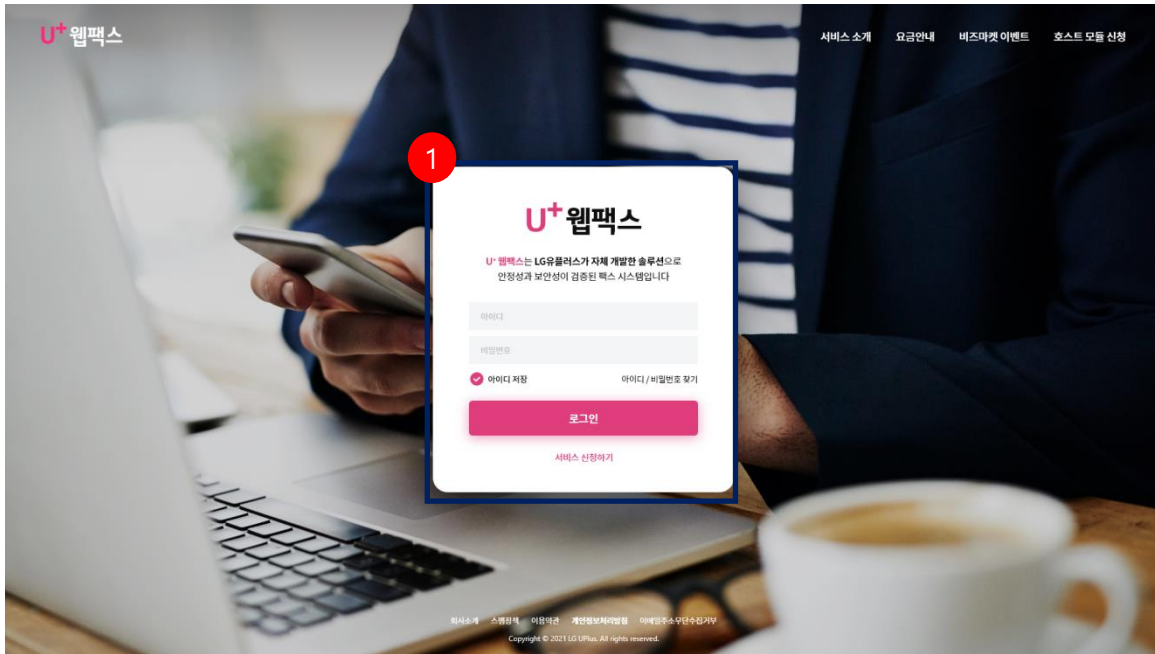 U+웹팩스
서비스 소개 요금안내 비즈마켓 이벤트 호스트 모듈 신청
1
U+웹팩스
U+ 웹팩스는 LG유플러스가 자체 개발한 솔루션으로
안정성과 보안성이 검증된 팩스 시스템입니다
아이디
비밀번호
아이디 저장 아이디 / 비밀번호 찾기
로그인
서비스 신청하기
회사소개 스팸정책 이용약관 개인정보처리방침 이메일주소무단수집거부
Copyright © 2021 LG UPlus. All rights reserved.